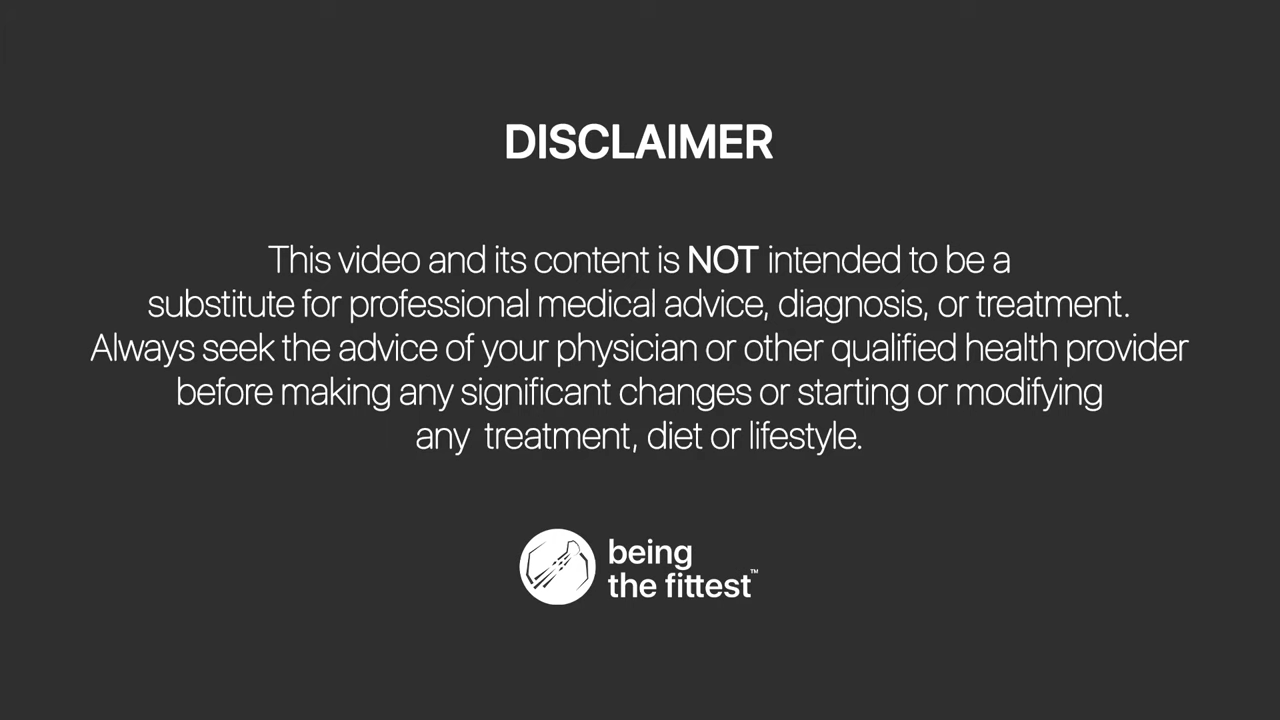 DISCLAIMER
This video and its content is NOT intended to be a
substitute for professional medical advice, diagnosis, or treatment.
Always seek the advice of your physician or other qualified health provider
before making any significant changes or starting or modifying
any  treatment, diet or lifestyle.
being
the fittest™